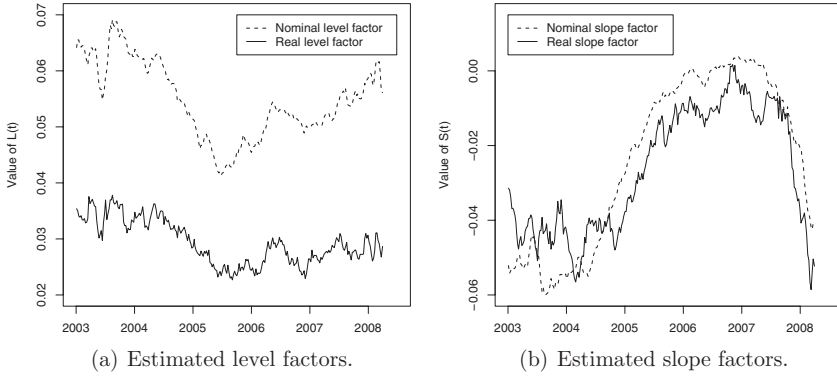 Value of L(t)
0.07
0.06
0.05
0.04
0.03
0.02
Nominal level factor
Real level factor
2003 2004 2005 2006 2007 2008
(a) Estimated level factors.
Value of S(t)
0.00
−0.02
−0.04
−0.06
Nominal slope factor
Real slope factor
2003 2004 2005 2006 2007 2008
(b) Estimated slope factors.